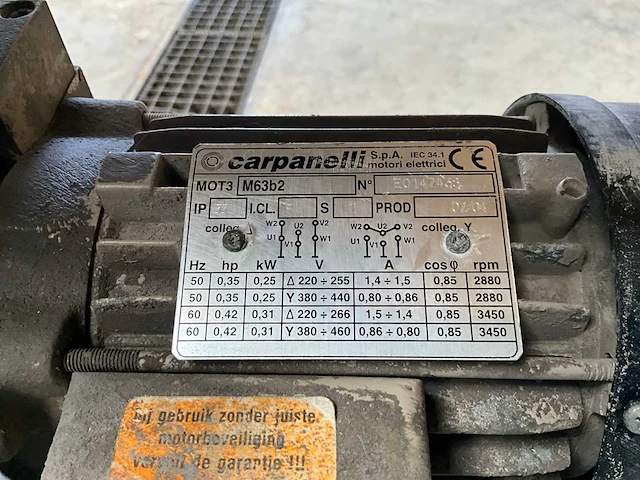 carpanelli S.p.A. IEC 34.1 motori elettrici CE
MOT3 M63b2 N°
IP I.CL. F S 1 PROD
colleg. Δ W2 U2 V2 U1 V1 W1 W2 U2 V2 U1 V1 W1 colleg. Y
Hz hp kW V A cos φ rpm
50 0,35 0,25 Δ 220 ÷ 255 1,4 ÷ 1,5 0,85 2880
50 0,35 0,25 Y 380 ÷ 440 0,80 ÷ 0,86 0,85 2880
60 0,42 0,31 Δ 220 ÷ 266 1,5 ÷ 1,4 0,85 3450
60 0,42 0,31 Y 380 ÷ 460 0,86 ÷ 0,80 0,85 3450
Bij gebruik zonder juiste
motorbeveiliging
vervalt de garantie !!!